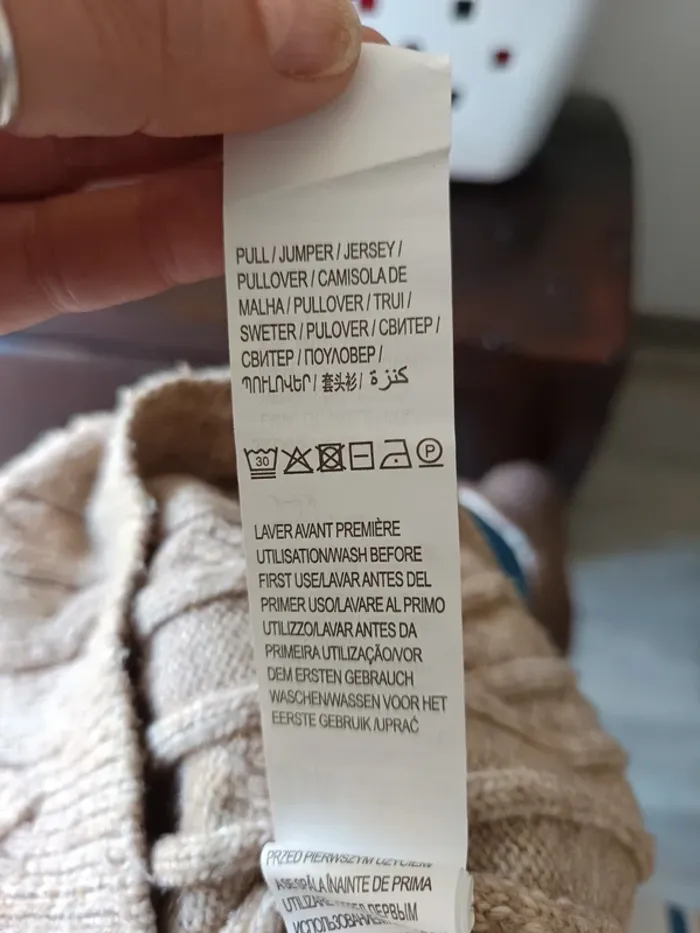 PULL / JUMPER / JERSEY /
PULLOVER / CAMISOLA DE
MALHA / PULLOVER / TRUI /
SWETER / PULOVER / СВИТЕР /
СВИТЕР / ΠΟΥΛΟΒΕΡ /
ՊՈՒԼՈՎԵՐ / 套头衫 / كنزة
30
P
LAVER AVANT PREMIÈRE
UTILISATION/WASH BEFORE
FIRST USE/LAVAR ANTES DEL
PRIMER USO/LAVARE AL PRIMO
UTILIZZO/LAVAR ANTES DA
PRIMEIRA UTILIZAÇÃO/VOR
DEM ERSTEN GEBRAUCH
WASCHEN/WASSEN VOOR HET
EERSTE GEBRUIK /UPRAĆ
PRZED PIERWSZYM UŻYCIEM
A SE SPĂLA ÎNAINTE DE PRIMA